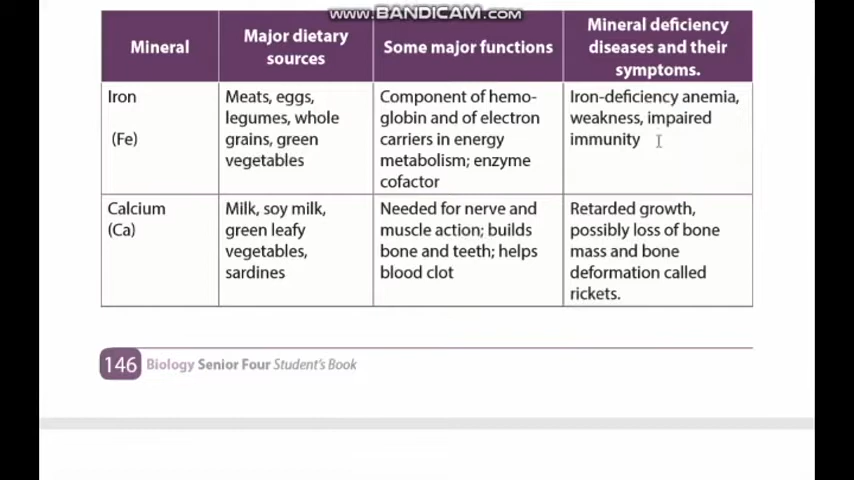 www.BANDICAM.com
Mineral
Major dietary
sources
Some major functions
Mineral deficiency
diseases and their
symptoms.
Iron
(Fe)
Meats, eggs,
legumes, whole
grains, green
vegetables
Component of hemo-
globin and of electron
carriers in energy
metabolism; enzyme
cofactor
Iron-deficiency anemia,
weakness, impaired
immunity
Calcium
(Ca)
Milk, soy milk,
green leafy
vegetables,
sardines
Needed for nerve and
muscle action; builds
bone and teeth; helps
blood clot
Retarded growth,
possibly loss of bone
mass and bone
deformation called
rickets.
146 Biology Senior Four Student's Book